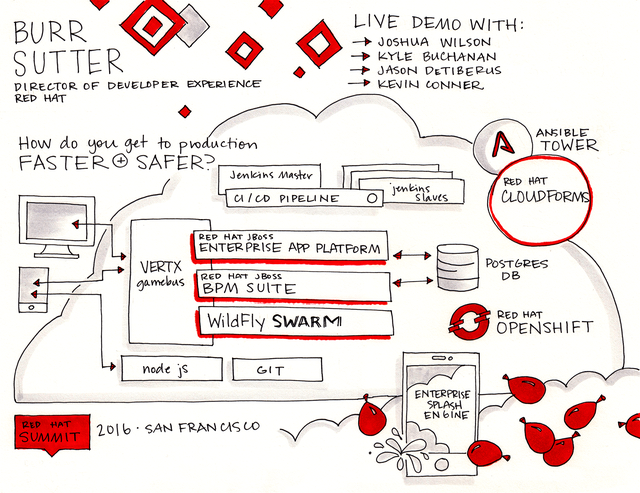 BURR
SUTTER
DIRECTOR OF DEVELOPER EXPERIENCE
RED HAT
LIVE DEMO WITH:
JOSHUA WILSON
KYLE BUCHANAN
JASON DETIBERUS
KEVIN CONNER
How do you get to production
FASTER + SAFER?
ANSIBLE
TOWER
RED HAT
CLOUDFORMS
Jenkins Master
CI/CD PIPELINE
jenkins
slaves
VERTX
gamebus
RED HAT JBOSS
ENTERPRISE APP PLATFORM
RED HAT JBOSS
BPM SUITE
WildFly SWARM
POSTGRES
DB
RED HAT
OPENSHIFT
node js
GIT
ENTERPRISE
SPLASH
ENGINE
RED HAT
SUMMIT
2016 · SAN FRANCISCO